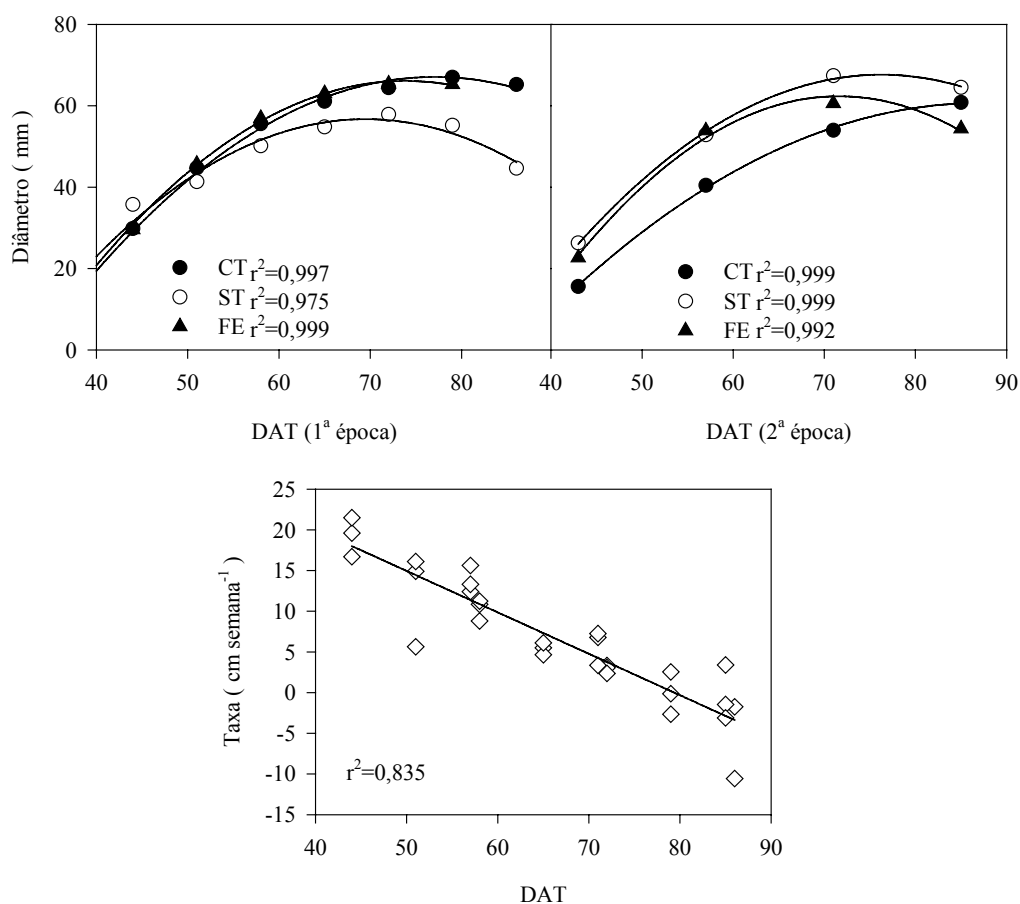 80
60
40
20
0
Diâmetro ( mm )
CT r²=0,997
ST r²=0,975
FE r²=0,999
CT r²=0,999
ST r²=0,999
FE r²=0,992
40 50 60 70 80 40 50 60 70 80 90
DAT (1ª época) DAT (2ª época)
25
20
15
10
5
0
-5
-10
-15
Taxa ( cm semana⁻¹ )
r²=0,835
40 50 60 70 80 90
DAT